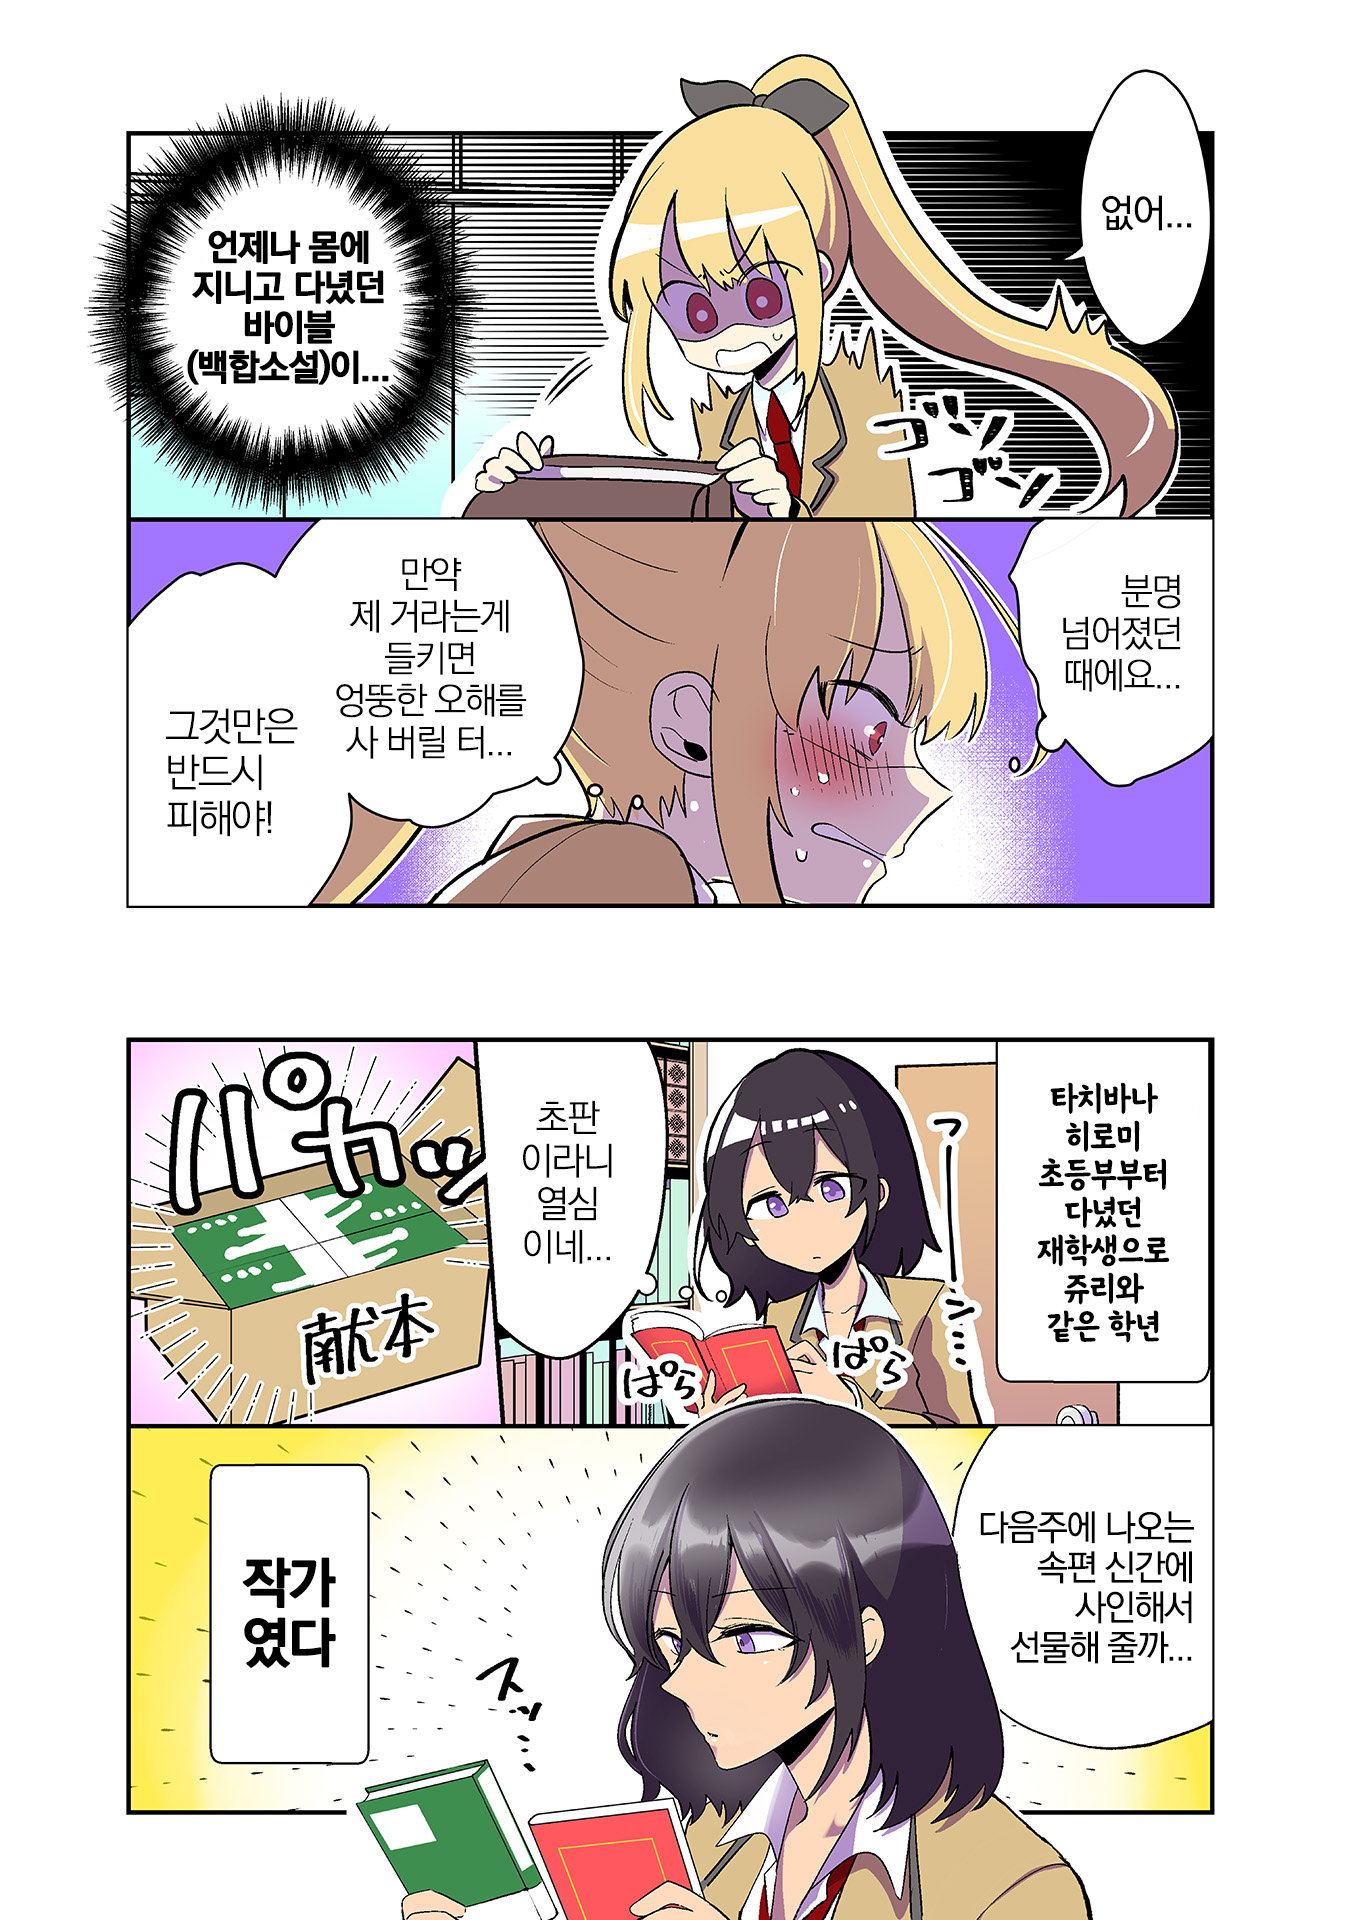 없어...
언제나 몸에
지니고 다녔던
바이블
(백합소설)이...
ゴソ
ゴソ
분명
넘어졌던
때에요...
만약
제 거라는게
들키면
엉뚱한 오해를
사 버릴 터...
그것만은
반드시
피해야!
타치바나
히로미
초등부부터
다녔던
재학생으로
쥬리와
같은 학년
つーん…
ぱら
ぱら
초판
이라니
열심
이네...
パカッ
献本
다음주에 나오는
속편 신간에
사인해서
선물해 줄까...
スッ…
작가
였다